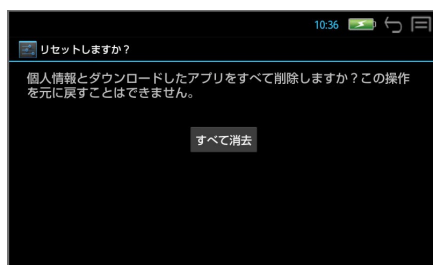 10:36
リセットしますか？
個人情報とダウンロードしたアプリをすべて削除しますか？この操作
を元に戻すことはできません。
すべて消去